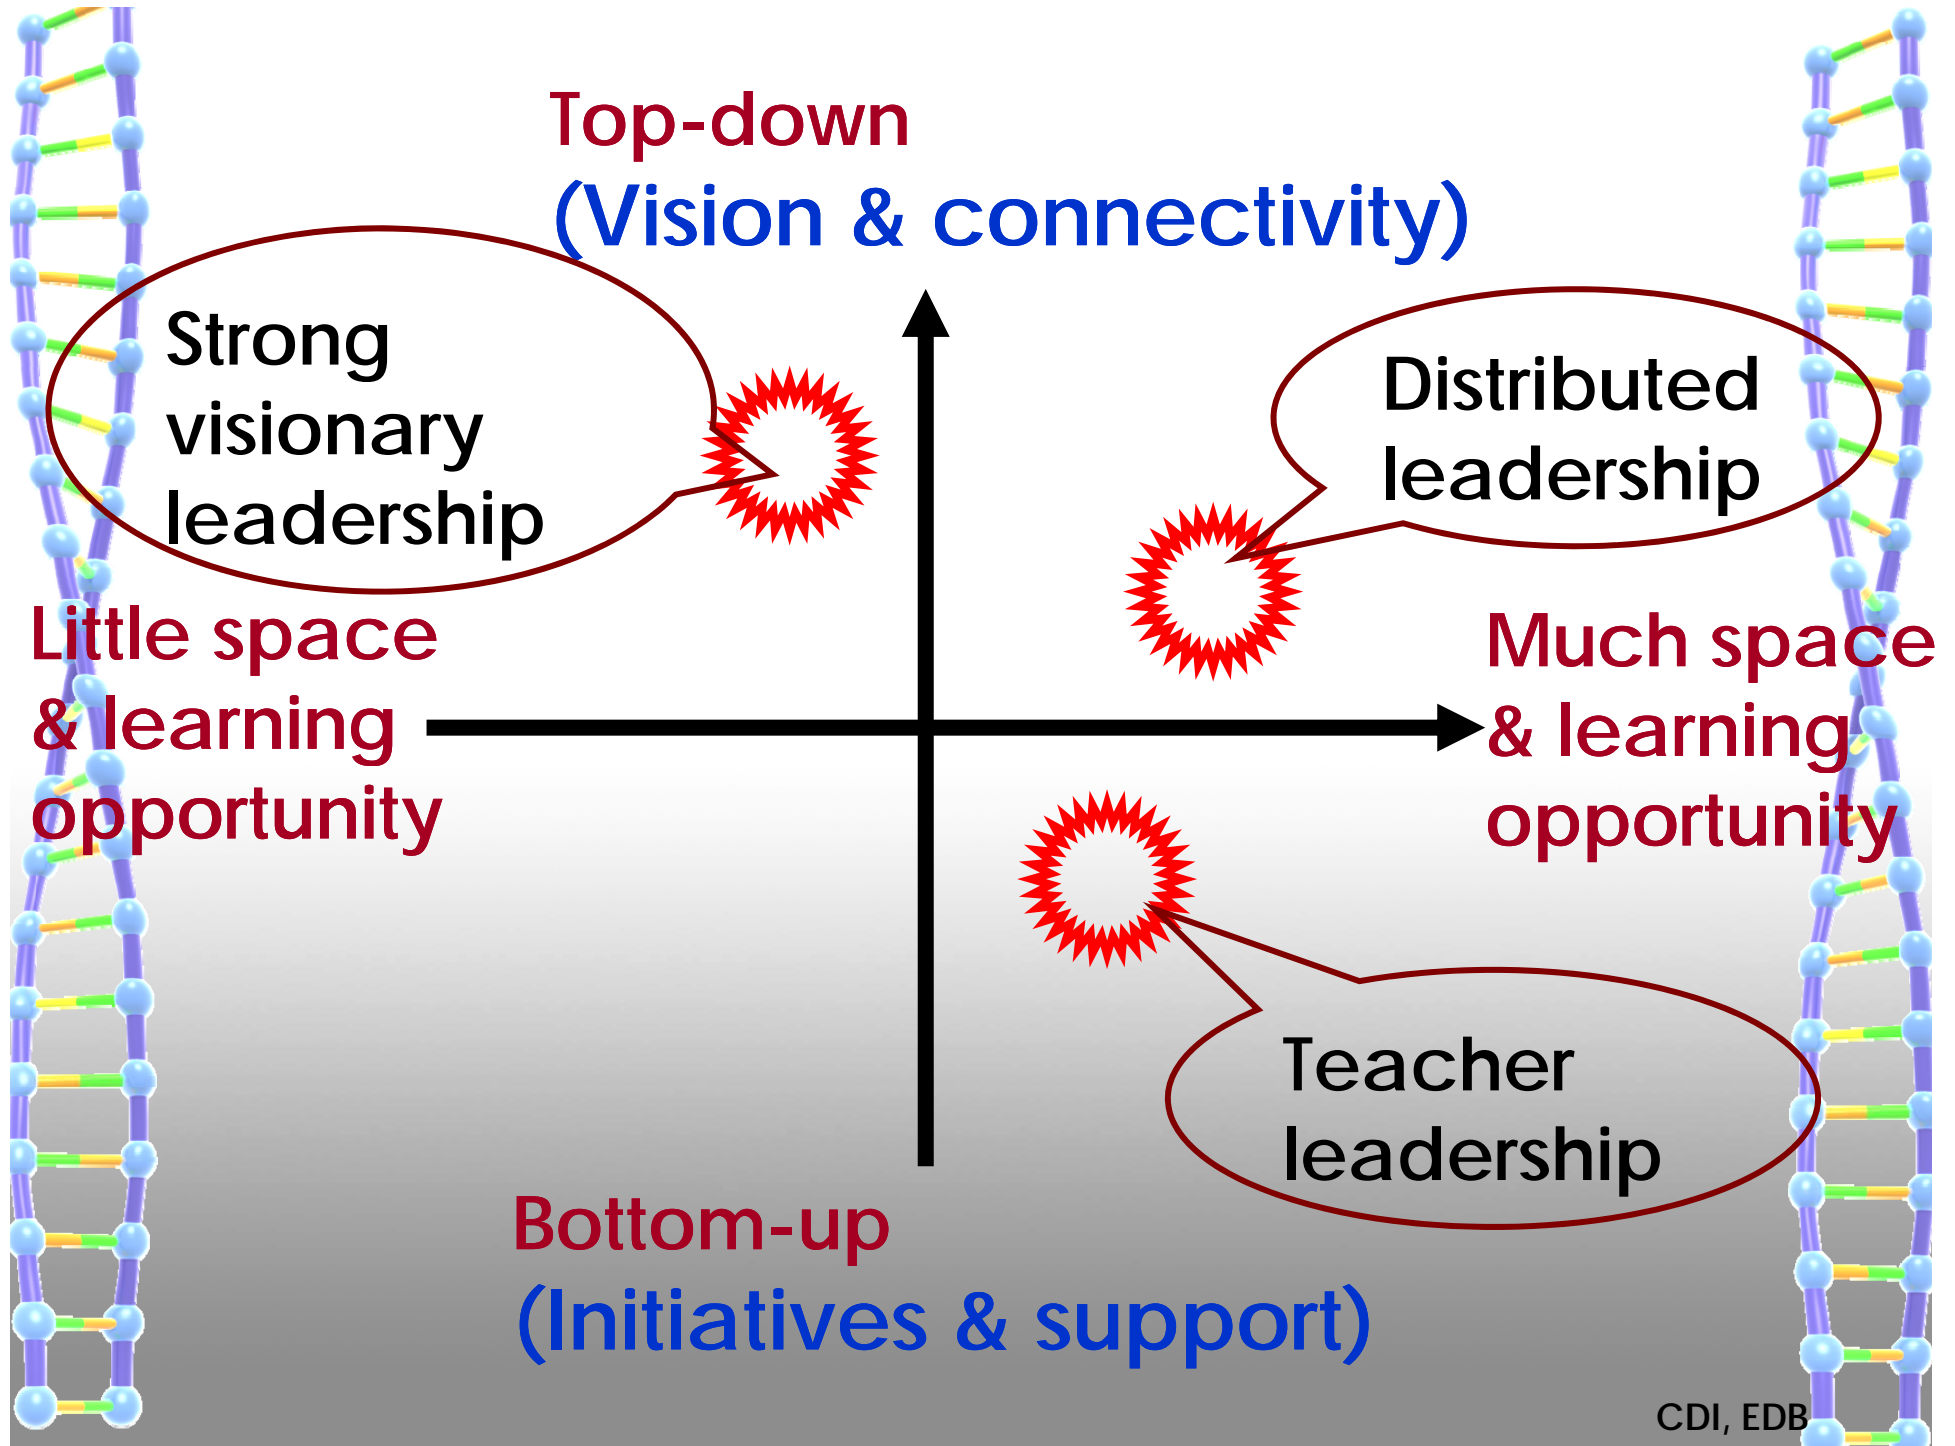 Top-down
(Vision & connectivity)
Strong
visionary
leadership
Distributed
leadership
Little space
& learning
opportunity
Much space
& learning
opportunity
Teacher
leadership
Bottom-up
(Initiatives & support)
CDI, EDB